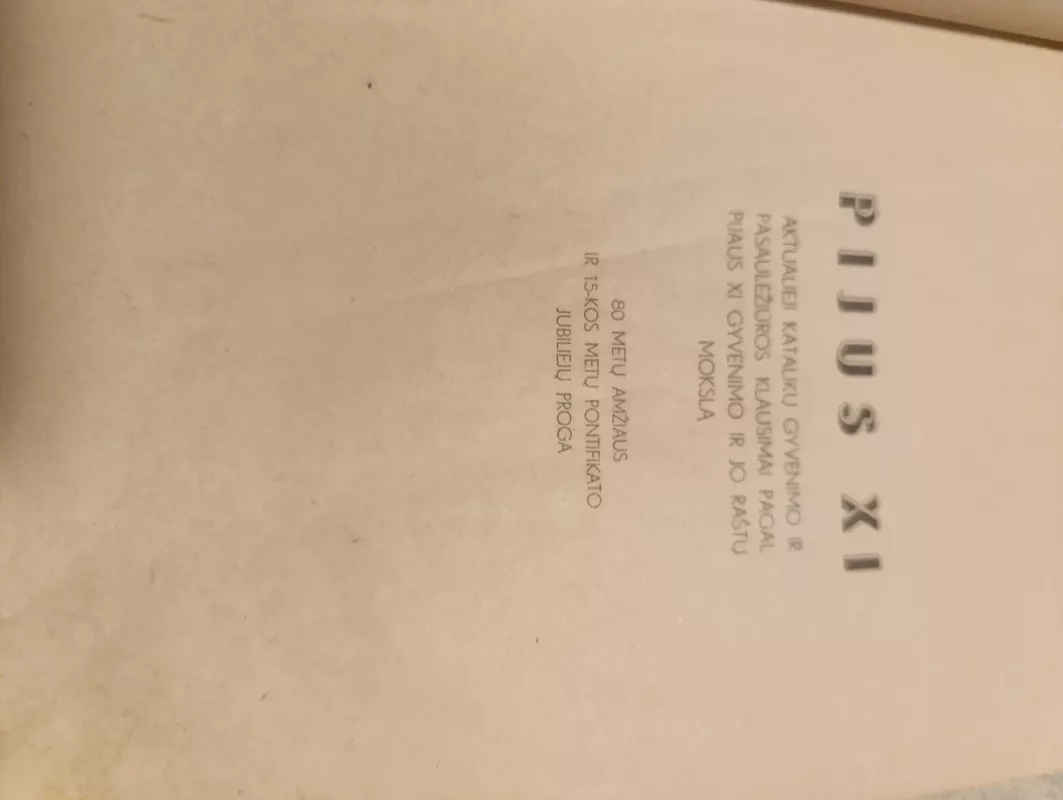 PIJUS XI
AKTUALIEJI KATALIKŲ GYVENIMO IR
PASAULĖŽIŪROS KLAUSIMAI PAGAL
PIJAUS XI GYVENIMO IR JO RAŠTŲ
MOKSLĄ
80 METŲ AMŽIAUS
IR 15-KOS METŲ PONTIFIKATO
JUBILIEJŲ PROGA